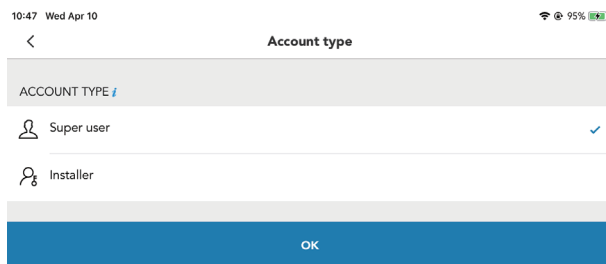 10:47 Wed Apr 10
95%
Account type
ACCOUNT TYPE i
Super user
Installer
OK